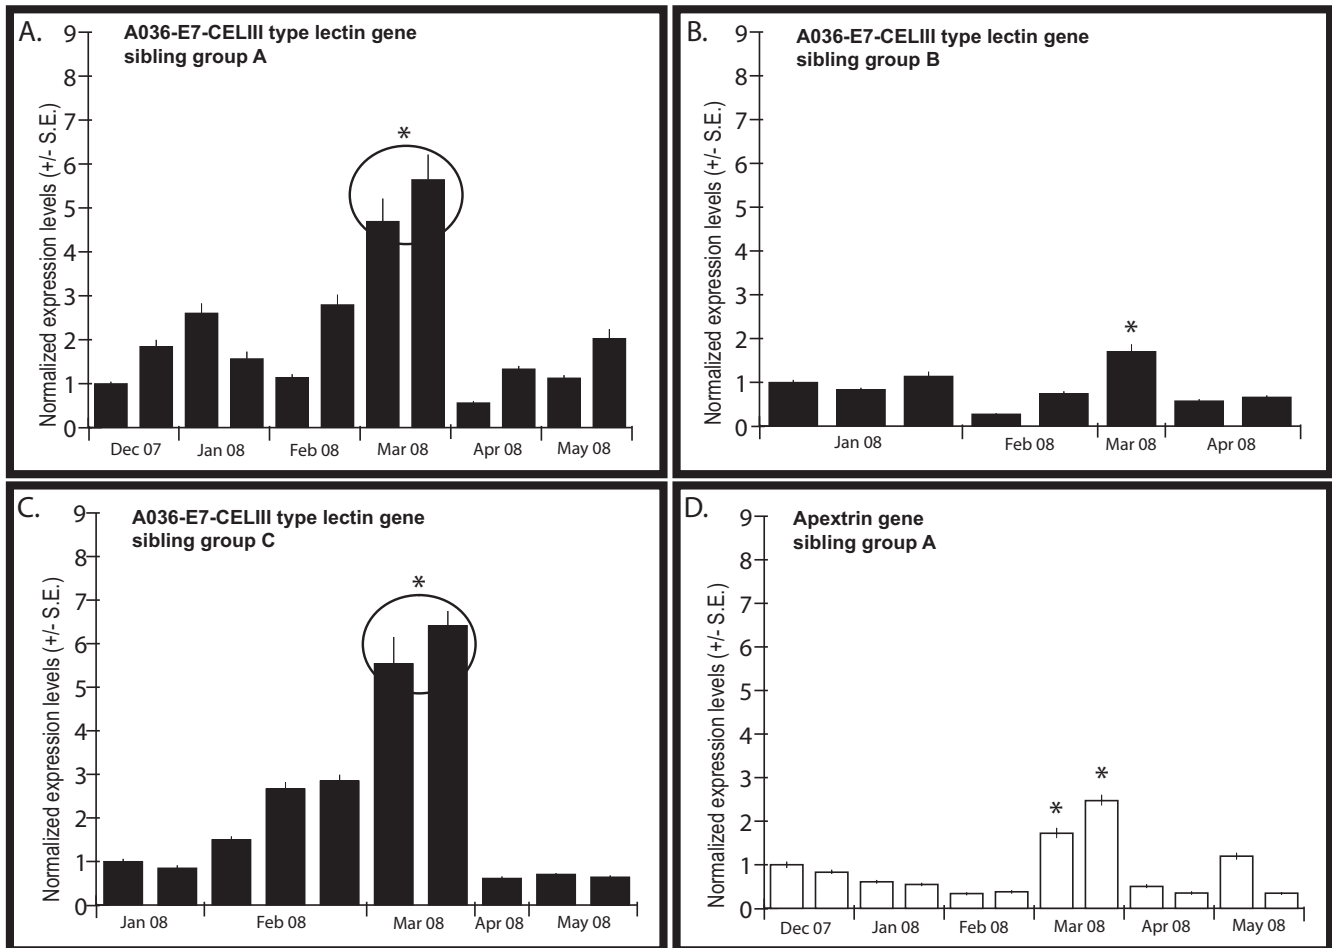 A.
A036-E7-CELIII type lectin gene
sibling group A
Normalized expression levels (+/- S.E.)
9
8
7
6
5
4
3
2
1
0
*
Dec 07 Jan 08 Feb 08 Mar 08 Apr 08 May 08
B.
A036-E7-CELIII type lectin gene
sibling group B
Normalized expression levels (+/- S.E.)
9
8
7
6
5
4
3
2
1
0
*
Jan 08 Feb 08 Mar 08 Apr 08
C.
A036-E7-CELIII type lectin gene
sibling group C
Normalized expression levels (+/- S.E.)
9
8
7
6
5
4
3
2
1
0
*
Jan 08 Feb 08 Mar 08 Apr 08 May 08
D.
Apextrin gene
sibling group A
Normalized expression levels (+/- S.E.)
9
8
7
6
5
4
3
2
1
0
* *
Dec 07 Jan 08 Feb 08 Mar 08 Apr 08 May 08